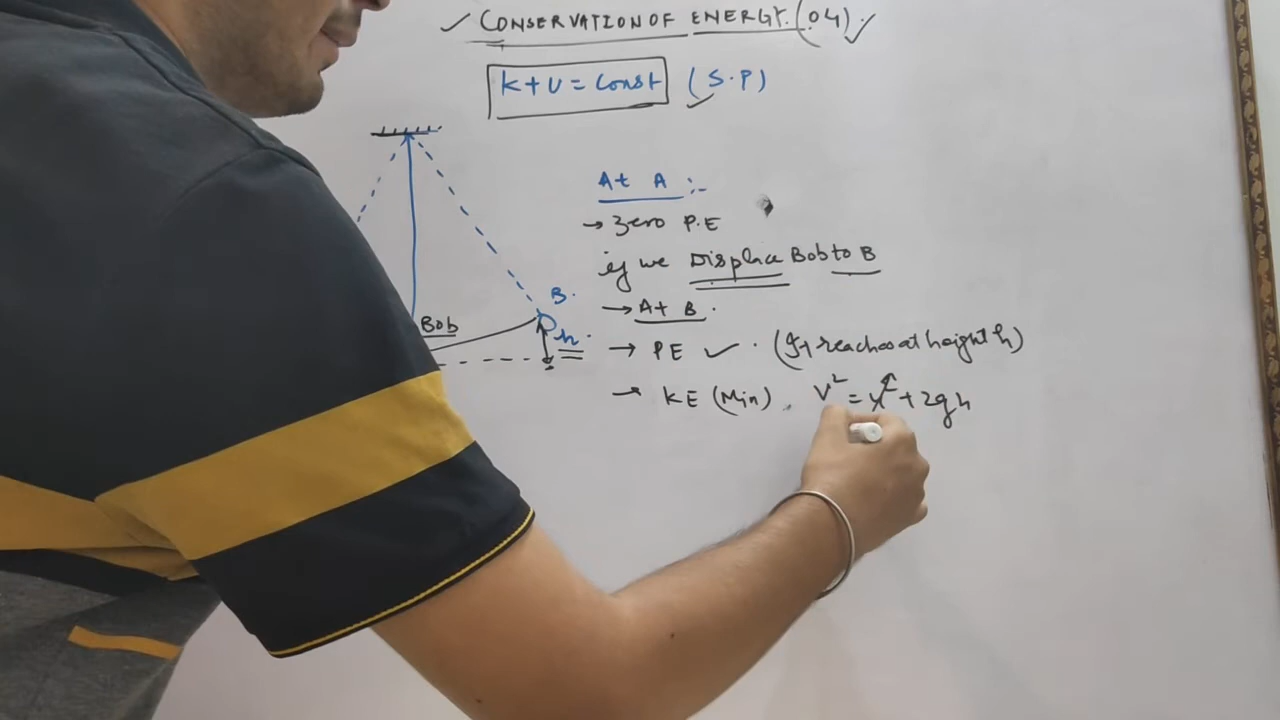 ✓ CONSERVATION OF ENERGY. (04). ✓
K+U = Const (S.P)
At A :-
→ Zero P.E
if we Displace Bob to B
B.
→ At B.
Bob
h.
→ PE ✓ . (It reaches at height h)
→ KE (Min). V² = u² + 2gh